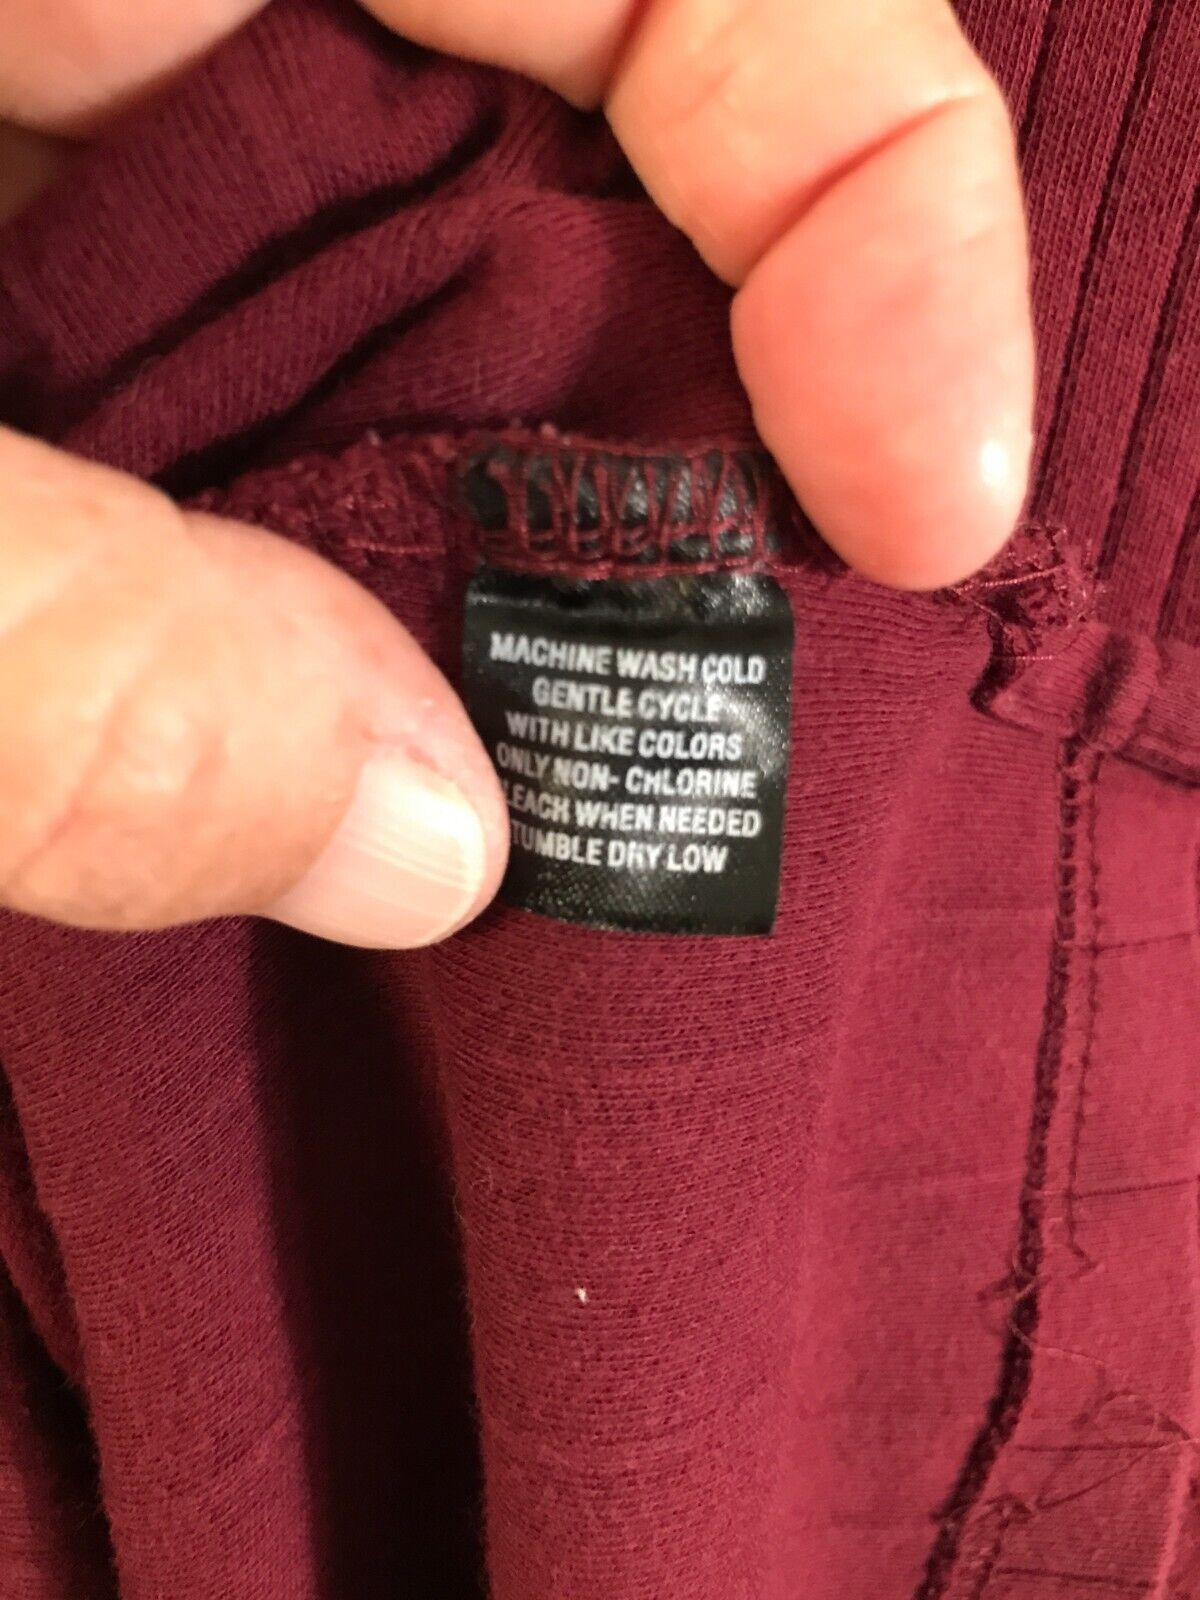 MACHINE WASH COLD
GENTLE CYCLE
WITH LIKE COLORS
ONLY NON- CHLORINE
LEACH WHEN NEEDED
TUMBLE DRY LOW